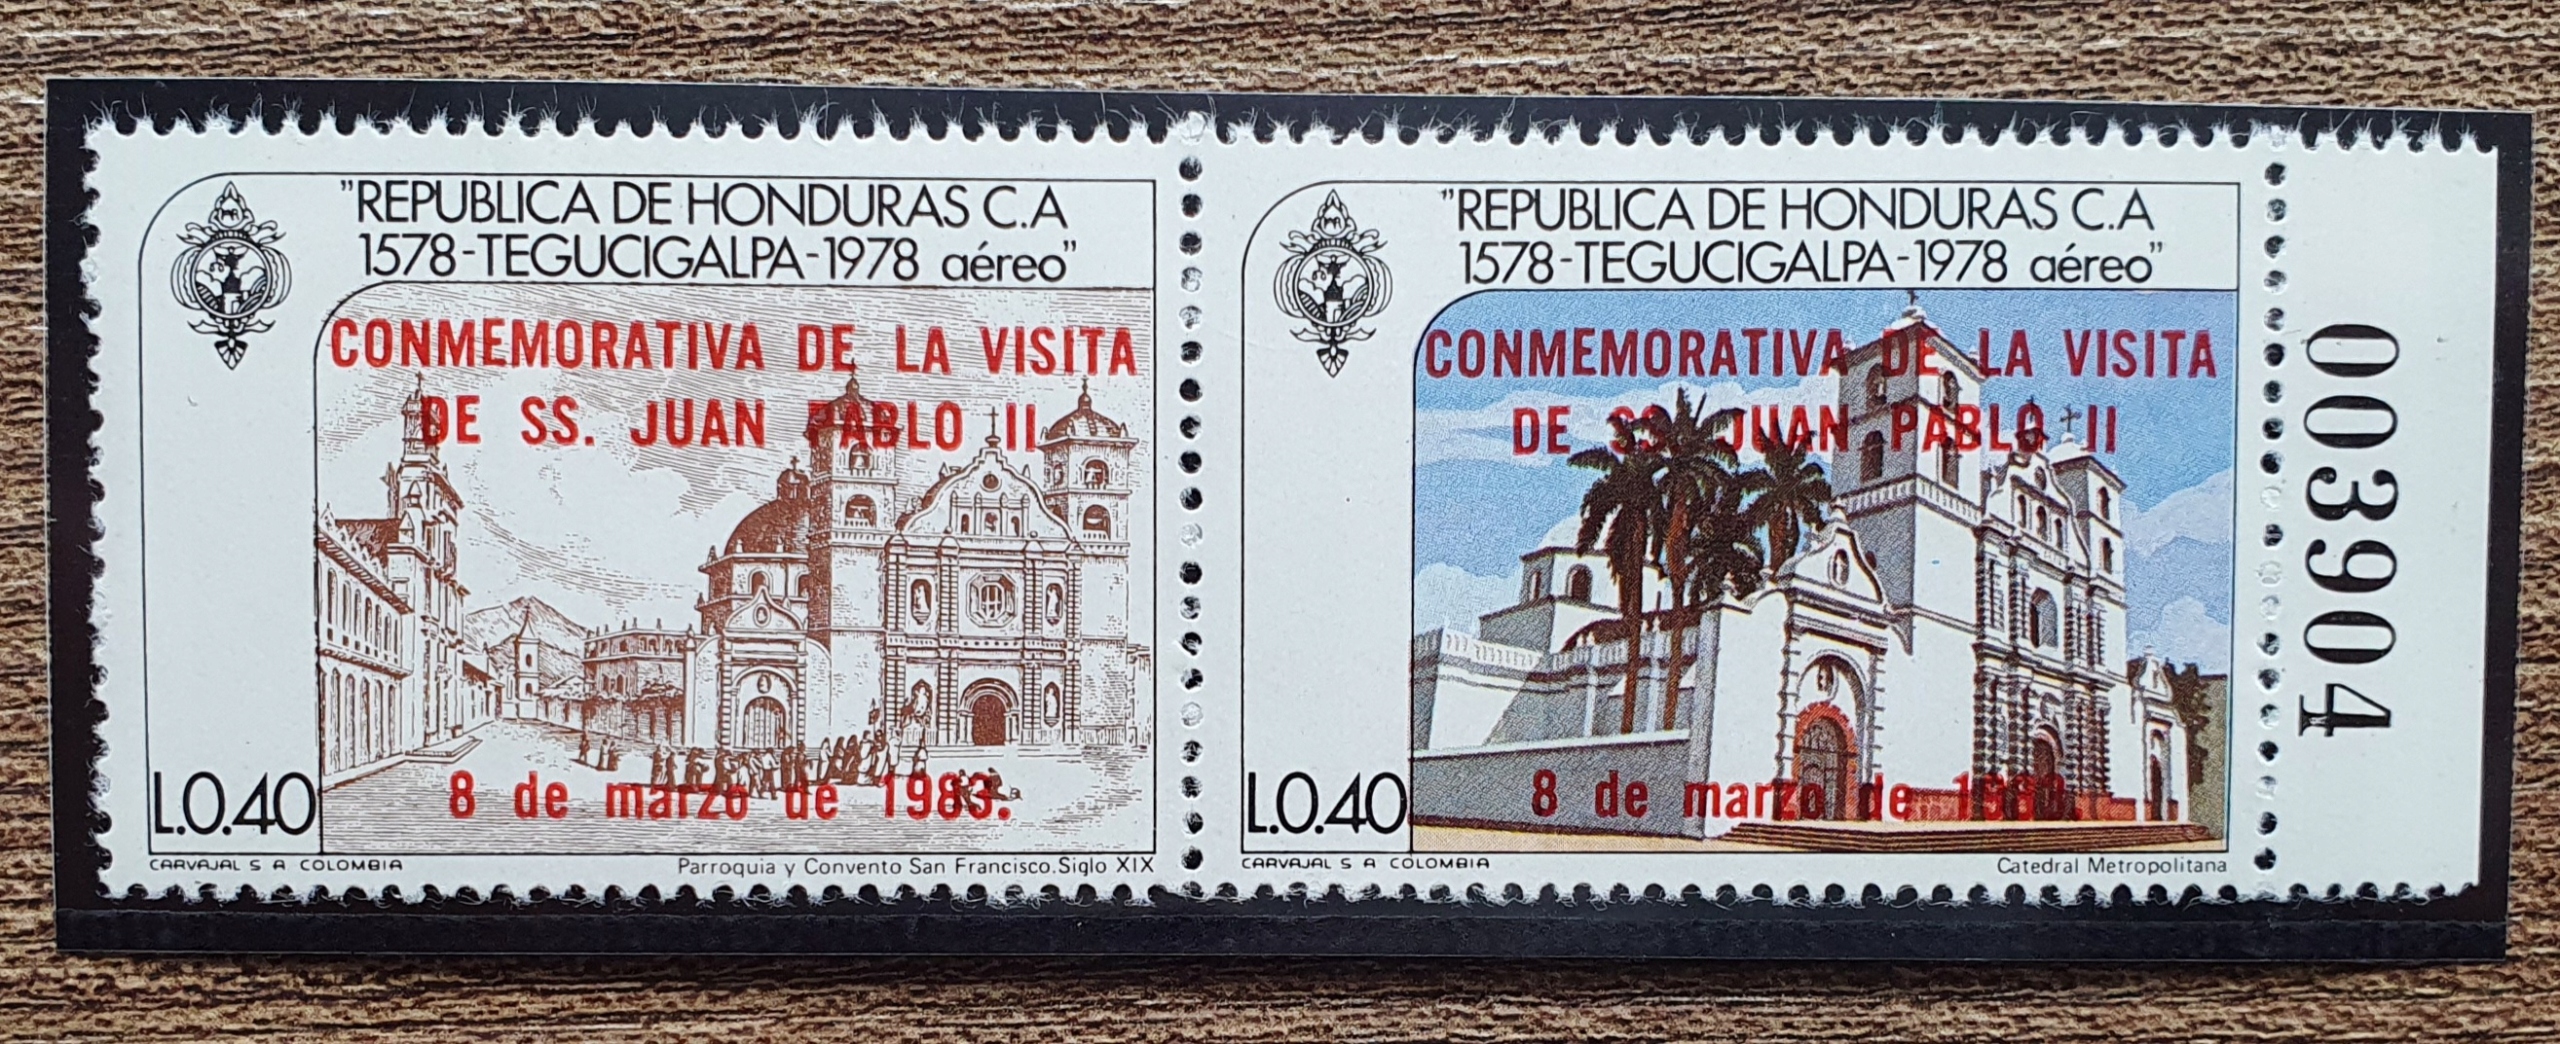 "REPUBLICA DE HONDURAS C.A
1578-TEGUCIGALPA-1978 aéreo"
CONMEMORATIVA DE LA VISITA
DE SS. JUAN PABLO II
8 de marzo de 1983.
L.0.40
CARVAJAL S A COLOMBIA
Parroquia y Convento San Francisco. Siglo XIX
"REPUBLICA DE HONDURAS C.A
1578-TEGUCIGALPA-1978 aéreo"
CONMEMORATIVA DE LA VISITA
DE SS. JUAN PABLO II
8 de marzo de 1983.
L.0.40
CARVAJAL S A COLOMBIA
Catedral Metropolitana
003904